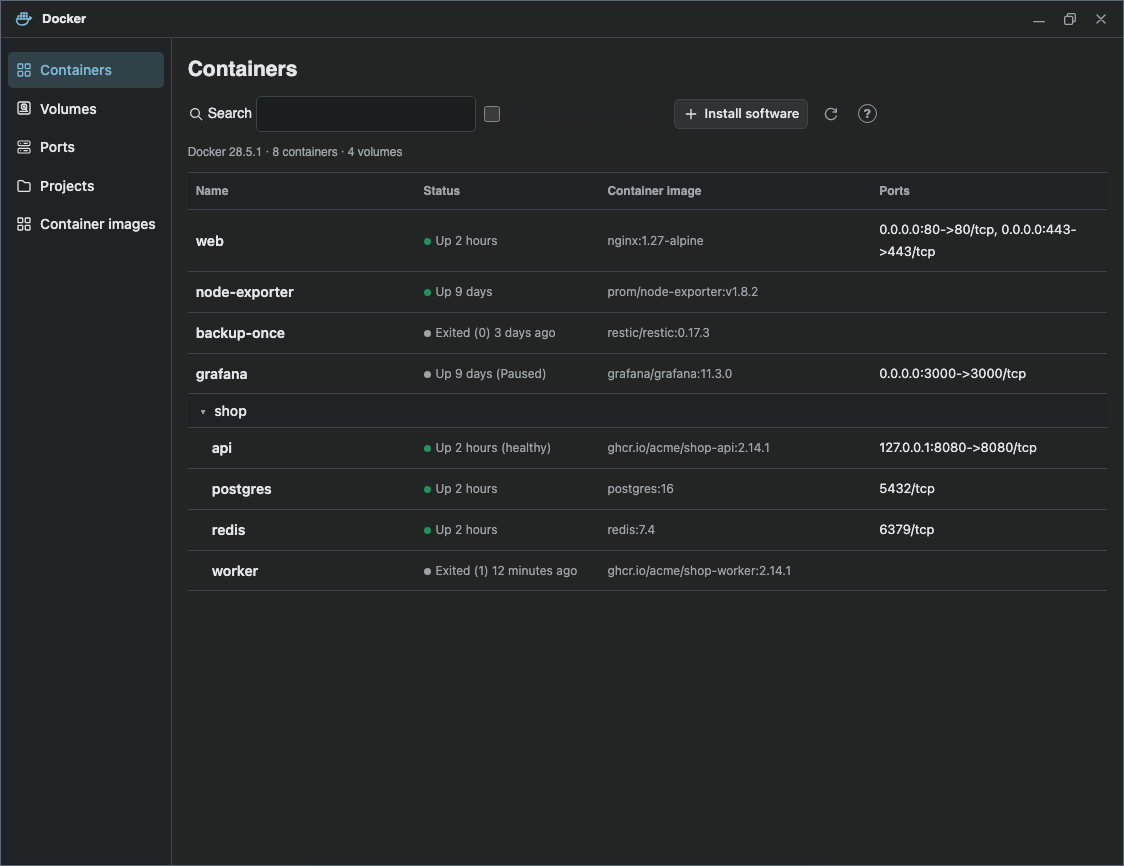 Docker
Containers
Volumes
Ports
Projects
Container images
Containers
Search
Install software
?
Docker 28.5.1 · 8 containers · 4 volumes
Name Status Container image Ports
web Up 2 hours nginx:1.27-alpine 0.0.0.0:80->80/tcp, 0.0.0.0:443-
>443/tcp
node-exporter Up 9 days prom/node-exporter:v1.8.2
backup-once Exited (0) 3 days ago restic/restic:0.17.3
grafana Up 9 days (Paused) grafana/grafana:11.3.0 0.0.0.0:3000->3000/tcp
shop
api Up 2 hours (healthy) ghcr.io/acme/shop-api:2.14.1 127.0.0.1:8080->8080/tcp
postgres Up 2 hours postgres:16 5432/tcp
redis Up 2 hours redis:7.4 6379/tcp
worker Exited (1) 12 minutes ago ghcr.io/acme/shop-worker:2.14.1